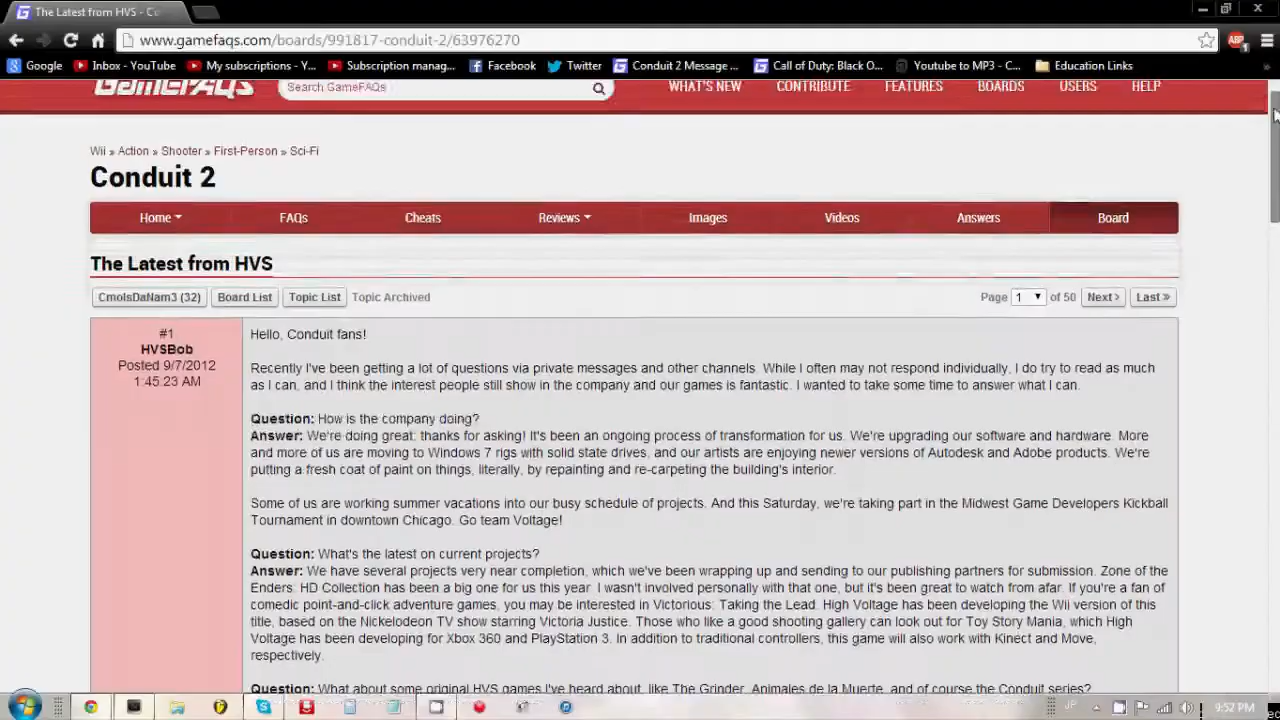 The Latest from HVS - Co
www.gamefaqs.com/boards/991817-conduit-2/63976270
ABP
1
Google
Inbox - YouTube
My subscriptions - Y...
Subscription manag...
Facebook
Twitter
Conduit 2 Message ...
Call of Duty: Black O...
Youtube to MP3 - C...
Education Links
GameFAQs
Search GameFAQs
WHAT'S NEW
CONTRIBUTE
FEATURES
BOARDS
USERS
HELP
Wii » Action » Shooter » First-Person » Sci-Fi
Conduit 2
Home
FAQs
Cheats
Reviews
Images
Videos
Answers
Board
The Latest from HVS
CmoIsDaNam3 (32)
Board List
Topic List
Topic Archived
Page 1 of 50
Next >
Last »
#1
HVSBob
Posted 9/7/2012
1:45:23 AM
Hello, Conduit fans!
Recently I've been getting a lot of questions via private messages and other channels. While I often may not respond individually, I do try to read as much
as I can, and I think the interest people still show in the company and our games is fantastic. I wanted to take some time to answer what I can.
Question: How is the company doing?
Answer: We're doing great: thanks for asking! It's been an ongoing process of transformation for us. We're upgrading our software and hardware. More
and more of us are moving to Windows 7 rigs with solid state drives, and our artists are enjoying newer versions of Autodesk and Adobe products. We're
putting a fresh coat of paint on things, literally, by repainting and re-carpeting the building's interior.
Some of us are working summer vacations into our busy schedule of projects. And this Saturday, we're taking part in the Midwest Game Developers Kickball
Tournament in downtown Chicago. Go team Voltage!
Question: What's the latest on current projects?
Answer: We have several projects very near completion, which we've been wrapping up and sending to our publishing partners for submission. Zone of the
Enders: HD Collection has been a big one for us this year. I wasn't involved personally with that one, but it's been great to watch from afar. If you're a fan of
comedic point-and-click adventure games, you may be interested in Victorious: Taking the Lead. High Voltage has been developing the Wii version of this
title, based on the Nickelodeon TV show starring Victoria Justice. Those who like a good shooting gallery can look out for Toy Story Mania, which High
Voltage has been developing for Xbox 360 and PlayStation 3. In addition to traditional controllers, this game will also work with Kinect and Move,
respectively.
Question: What about some original HVS games I've heard about, like The Grinder, Animales de la Muerte, and of course the Conduit series?
JP
9:52 PM